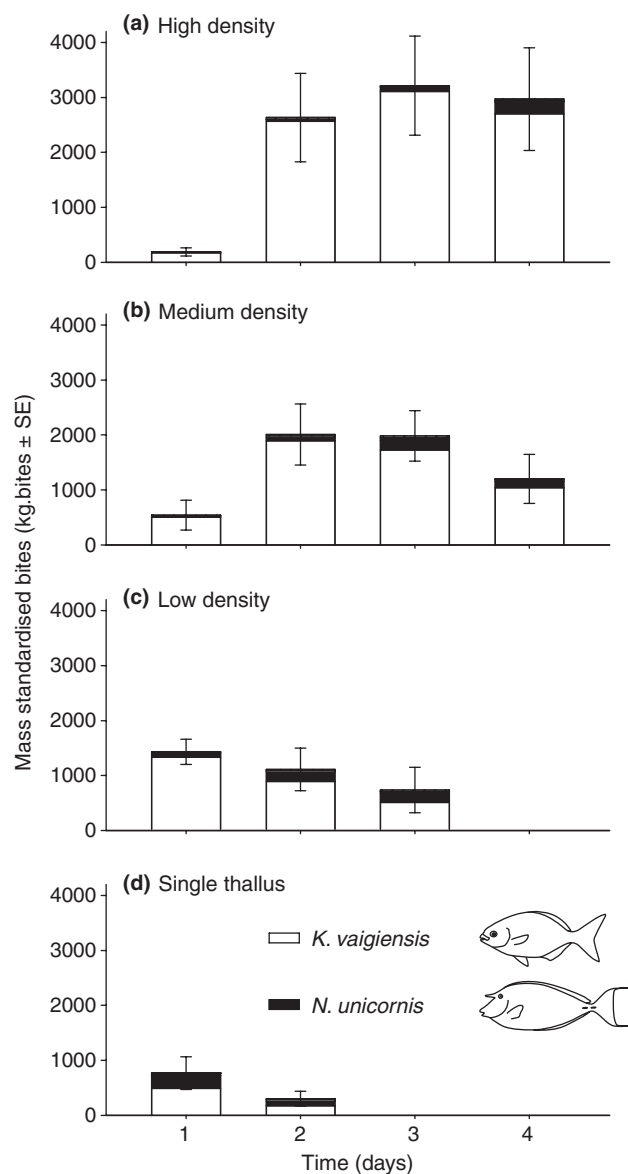 Mass standardised bites (kg.bites ± SE)
(a) High density
4000
3000
2000
1000
0
(b) Medium density
4000
3000
2000
1000
0
(c) Low density
4000
3000
2000
1000
0
(d) Single thallus
4000
3000
2000
1000
0
K. vaigiensis
N. unicornis
1 2 3 4
Time (days)